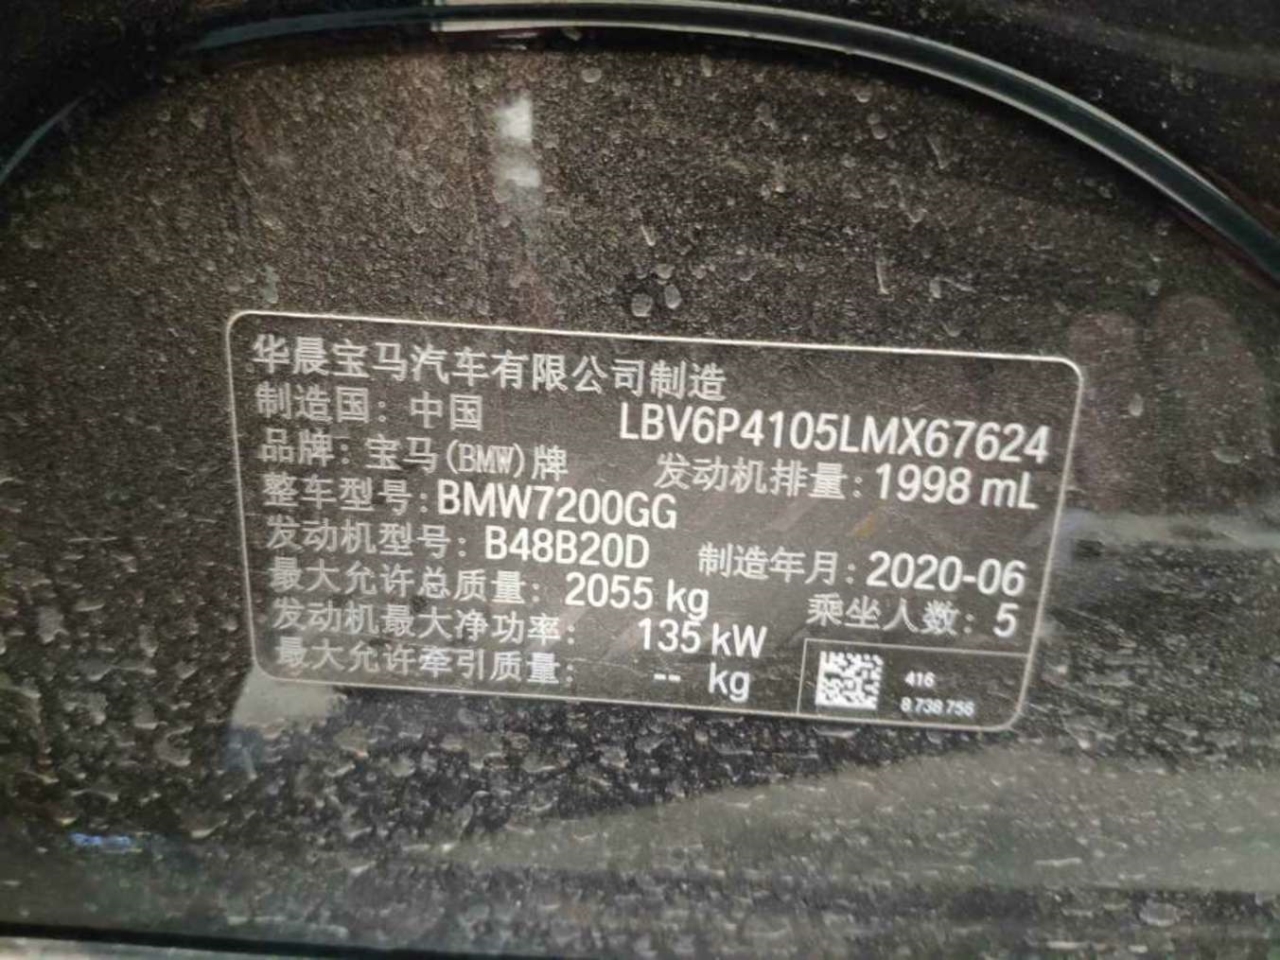 华晨宝马汽车有限公司制造
制造国：中国 LBV6P4105LMX67624
品牌：宝马(BMW)牌 发动机排量：1998 mL
整车型号：BMW7200GG
发动机型号：B48B20D 制造年月：2020-06
最大允许总质量：2055 kg 乘坐人数：5
发动机最大净功率：135 kW
最大允许牵引质量：-- kg
416
8 738 756